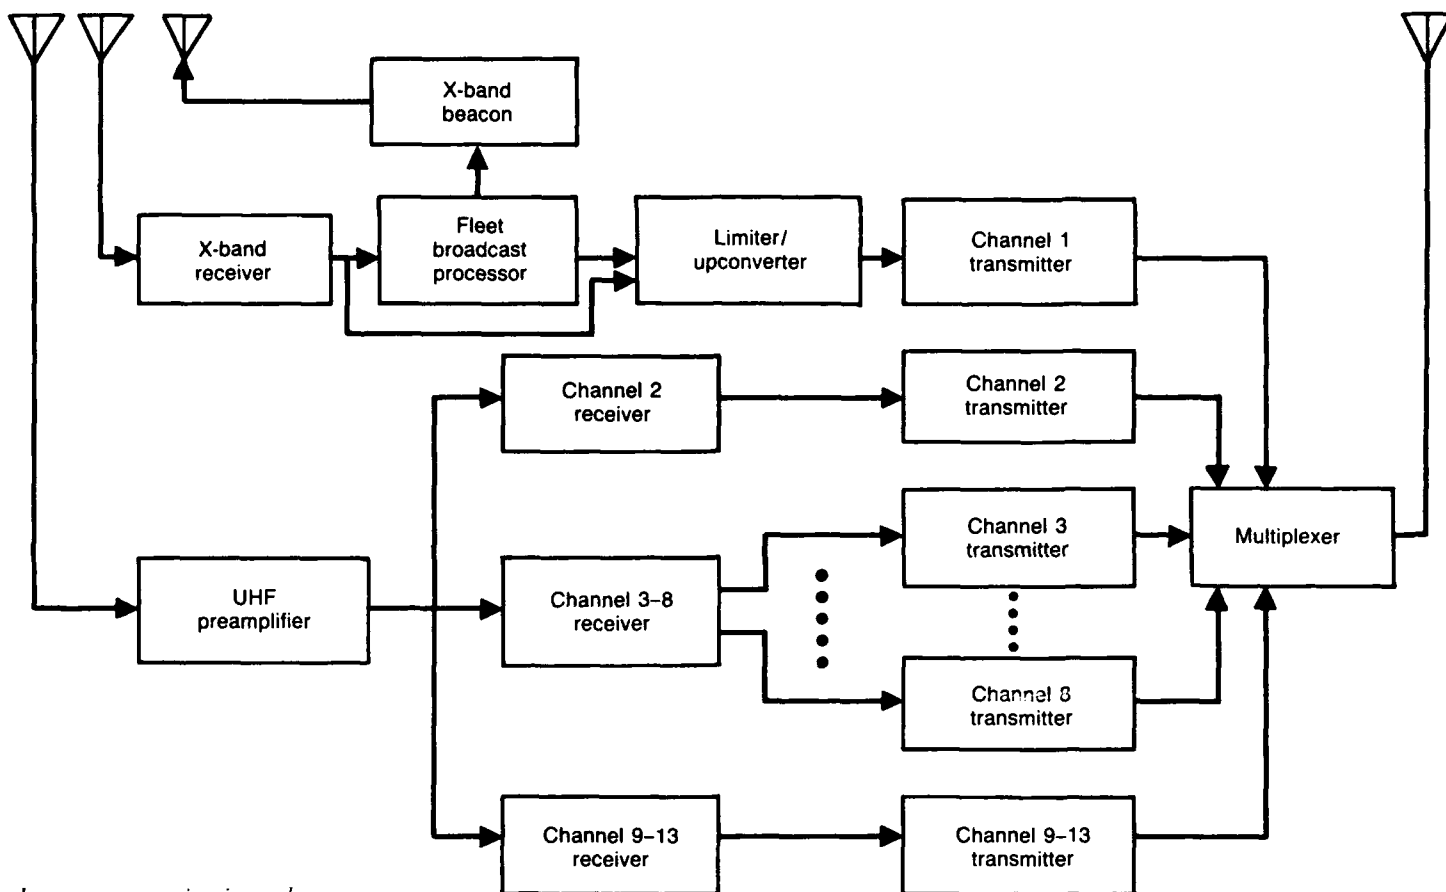 X-band
beacon
X-band
receiver
Fleet
broadcast
processor
Limiter/
upconverter
Channel 1
transmitter
Channel 2
receiver
Channel 2
transmitter
Channel 3
transmitter
Multiplexer
UHF
preamplifier
Channel 3–8
receiver
Channel 8
transmitter
Channel 9–13
receiver
Channel 9–13
transmitter